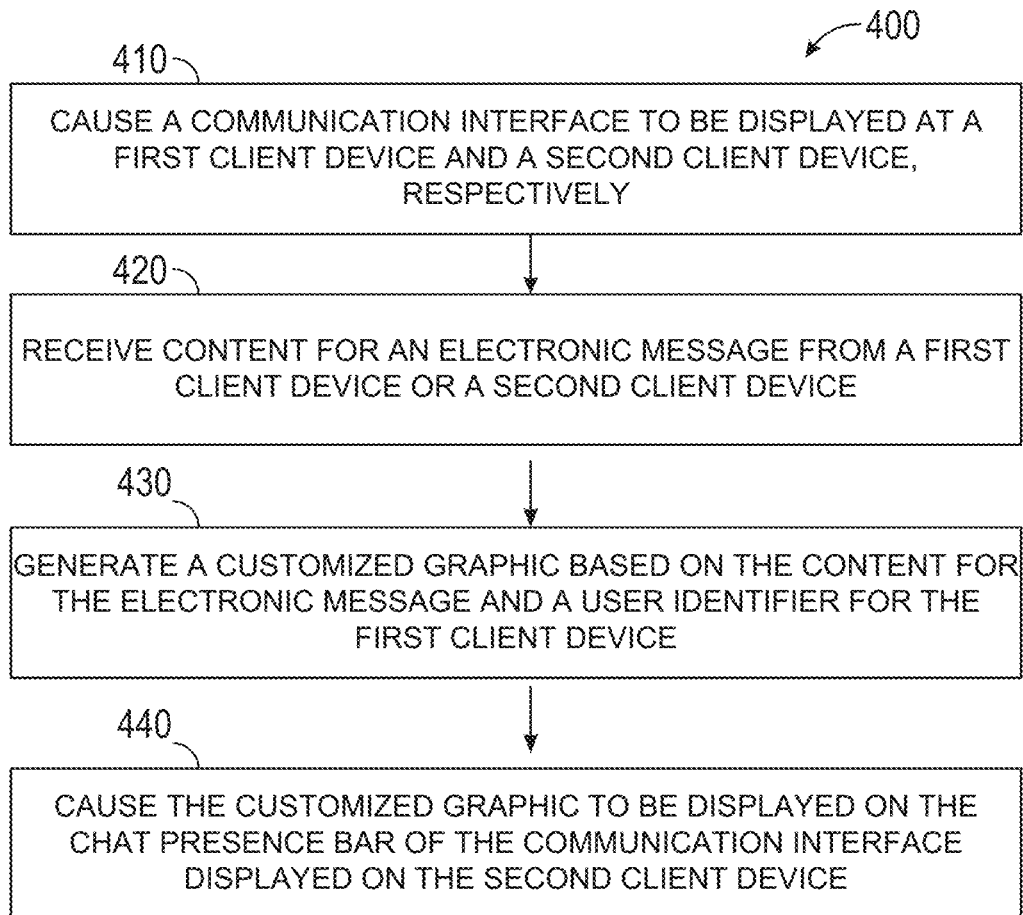 400
410
CAUSE A COMMUNICATION INTERFACE TO BE DISPLAYED AT A
FIRST CLIENT DEVICE AND A SECOND CLIENT DEVICE,
RESPECTIVELY
420
RECEIVE CONTENT FOR AN ELECTRONIC MESSAGE FROM A FIRST
CLIENT DEVICE OR A SECOND CLIENT DEVICE
430
GENERATE A CUSTOMIZED GRAPHIC BASED ON THE CONTENT FOR
THE ELECTRONIC MESSAGE AND A USER IDENTIFIER FOR THE
FIRST CLIENT DEVICE
440
CAUSE THE CUSTOMIZED GRAPHIC TO BE DISPLAYED ON THE
CHAT PRESENCE BAR OF THE COMMUNICATION INTERFACE
DISPLAYED ON THE SECOND CLIENT DEVICE